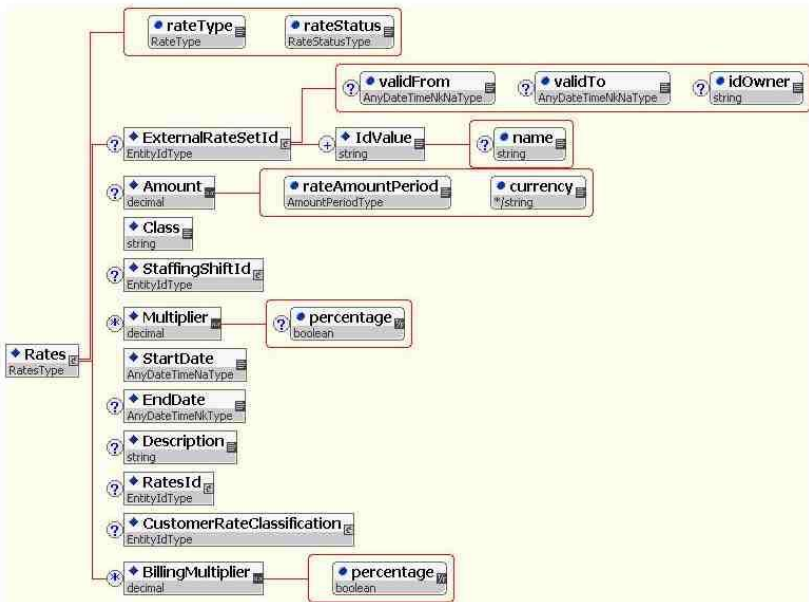 rateType
RateType
rateStatus
RateStatusType
validFrom
AnyDateTimeNkNaType
validTo
AnyDateTimeNkNaType
idOwner
string
? ExternalRateSetId
EntityIdType
+ IdValue
string
? name
string
? Amount
decimal
rateAmountPeriod
AmountPeriodType
currency
*/string
Class
string
? StaffingShiftId
EntityIdType
* Multiplier
decimal
? percentage
boolean
Rates
RatesType
StartDate
AnyDateTimeNaType
? EndDate
AnyDateTimeNkType
? Description
string
? RatesId
EntityIdType
? CustomerRateClassification
EntityIdType
* BillingMultiplier
decimal
percentage
boolean